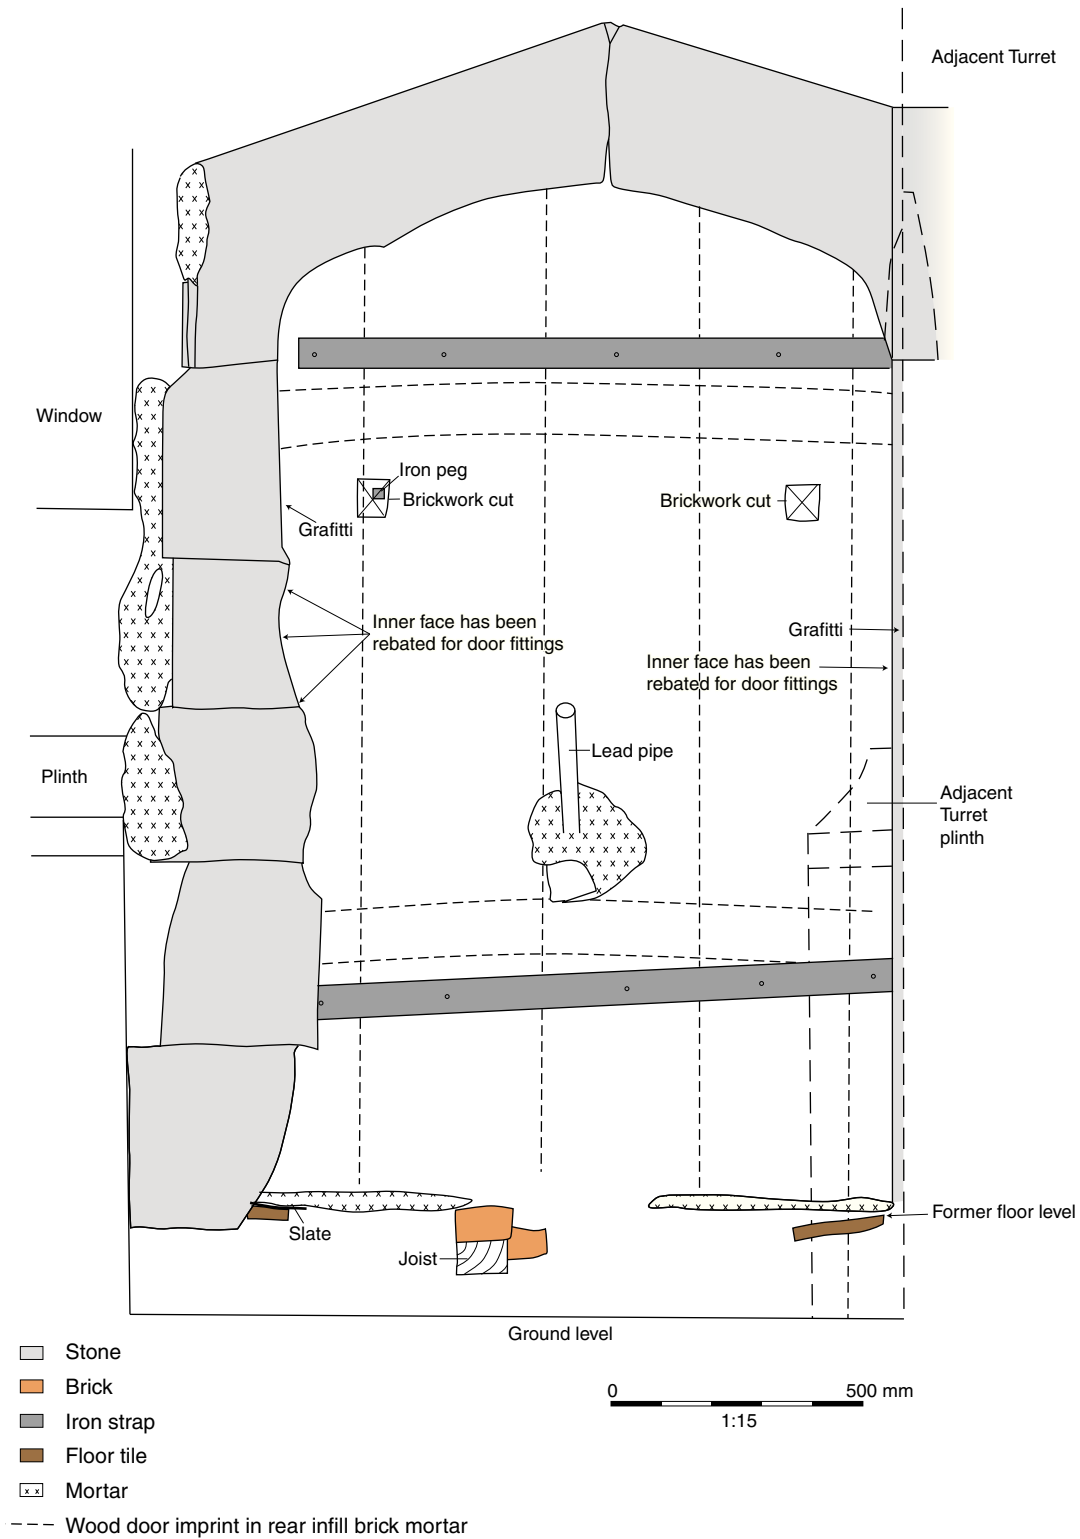 Adjacent Turret
Window
Iron peg
Brickwork cut
Brickwork cut
Grafitti
Inner face has been
rebated for door fittings
Grafitti
Inner face has been
rebated for door fittings
Lead pipe
Plinth
Adjacent
Turret
plinth
Former floor level
Slate
Joist
Ground level
Stone
Brick
Iron strap
Floor tile
Mortar
Wood door imprint in rear infill brick mortar
0 500 mm
1:15